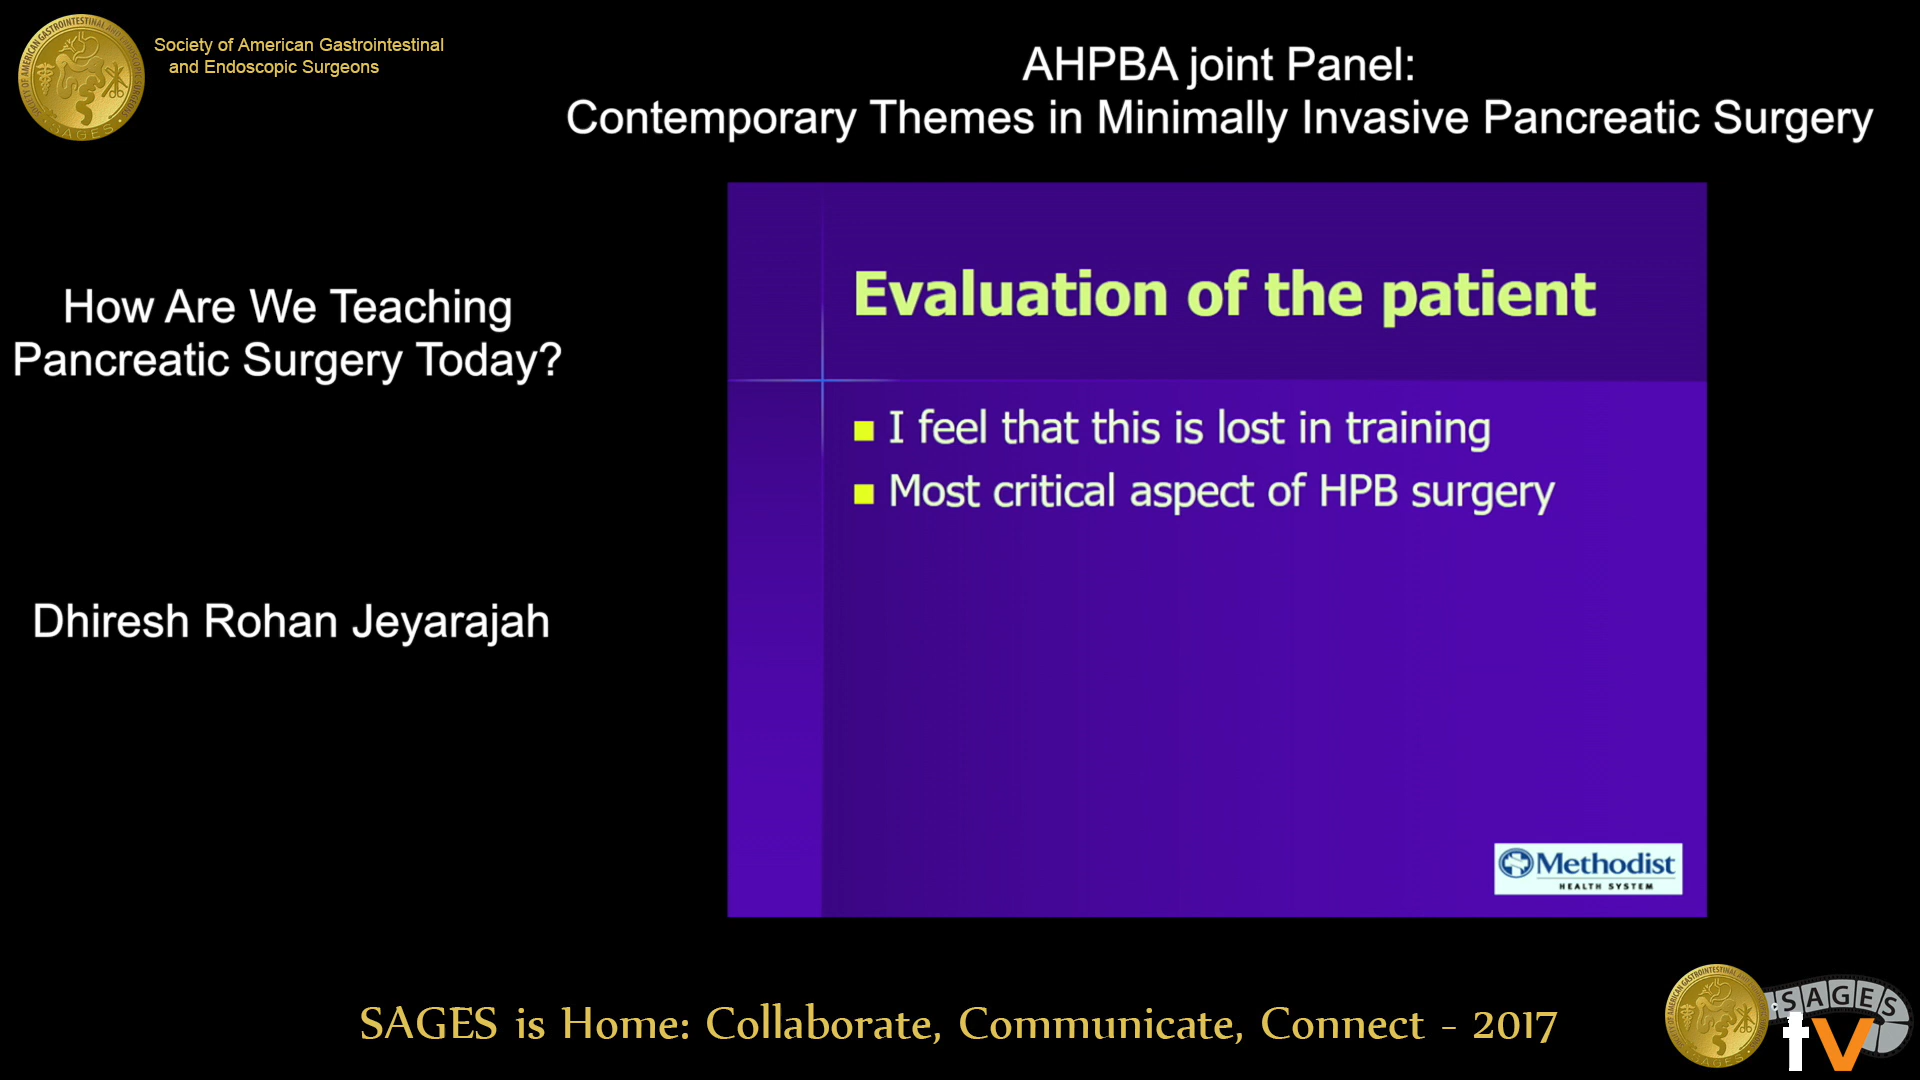 Society of American Gastrointestinal
and Endoscopic Surgeons
AHPBA joint Panel:
Contemporary Themes in Minimally Invasive Pancreatic Surgery
How Are We Teaching
Pancreatic Surgery Today?
Dhiresh Rohan Jeyarajah
Evaluation of the patient
I feel that this is lost in training
Most critical aspect of HPB surgery
Methodist
HEALTH SYSTEM
SAGES is Home: Collaborate, Communicate, Connect - 2017
SAGES
tv